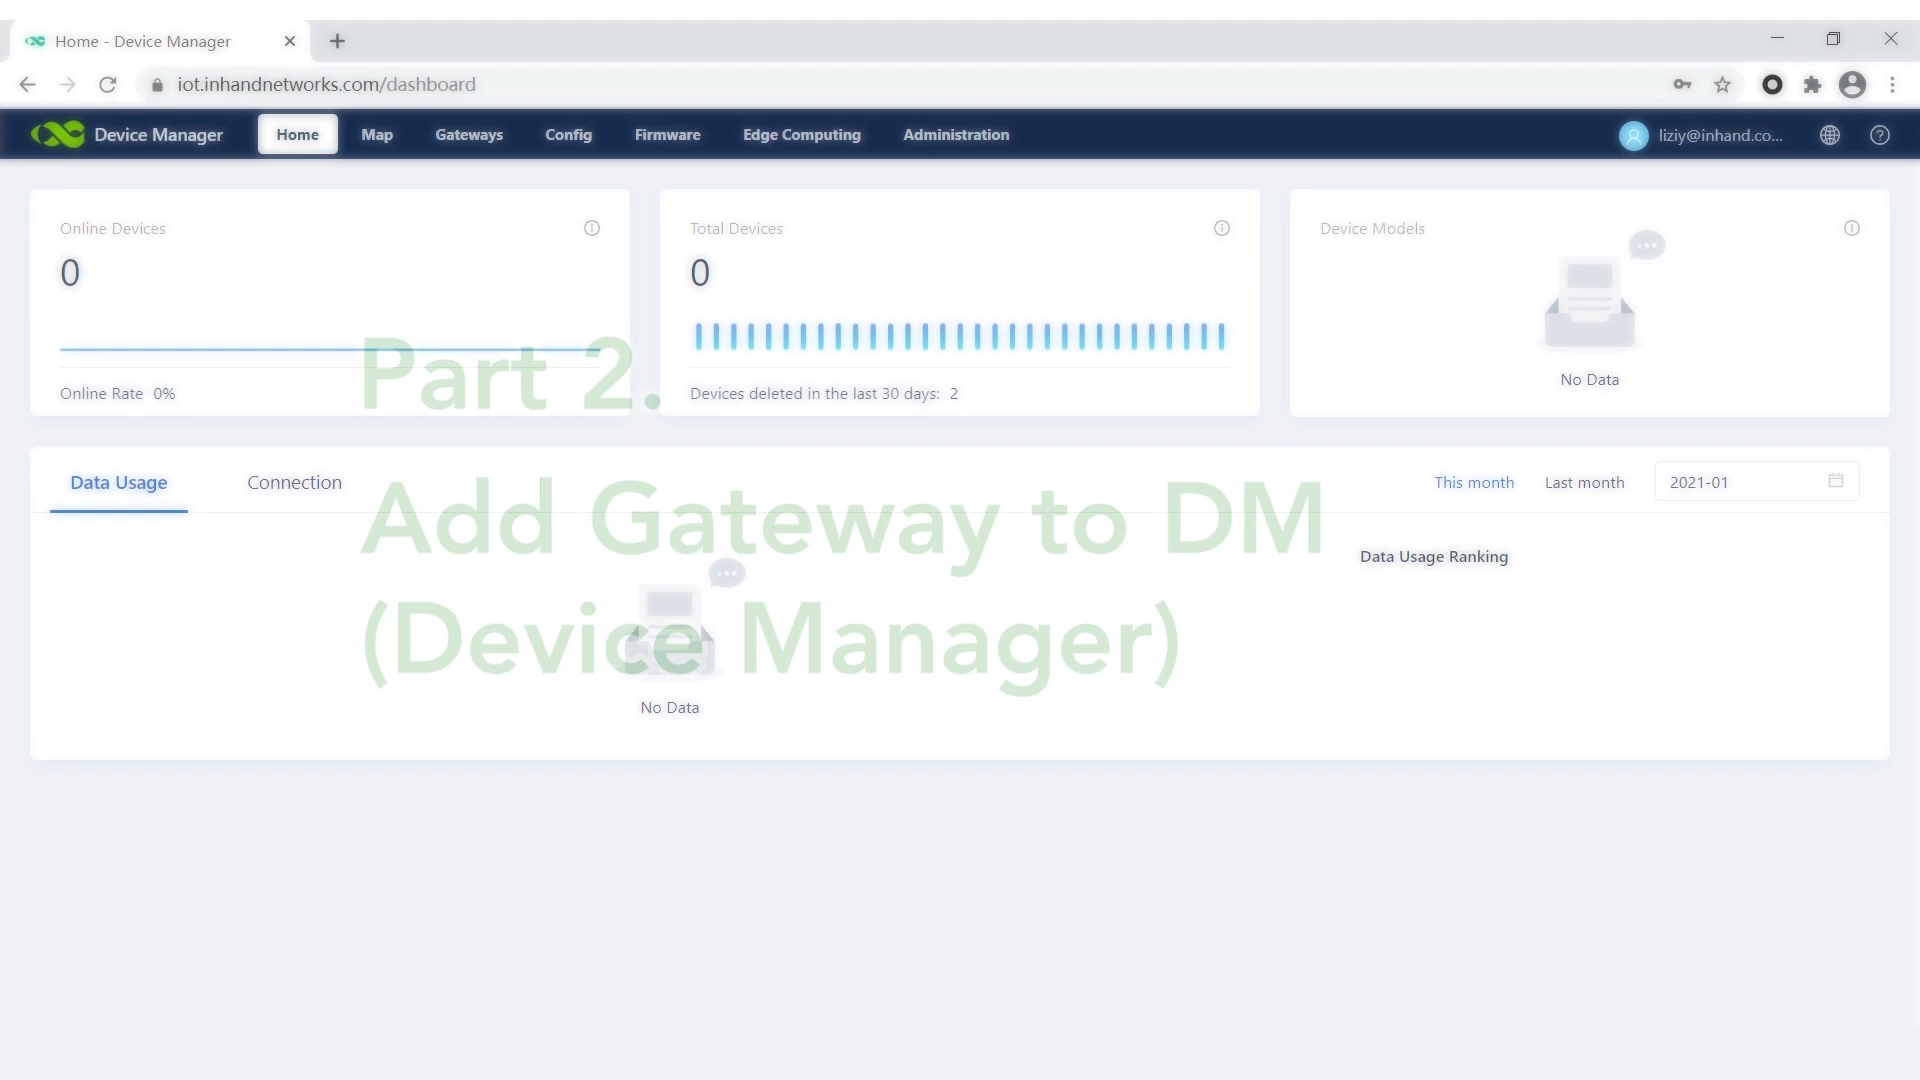 Home - Device Manager
iot.inhandnetworks.com/dashboard
Device Manager Home Map Gateways Config Firmware Edge Computing Administration liziy@inhand.co...
Online Devices
0
Online Rate 0%
Total Devices
0
Devices deleted in the last 30 days: 2
Device Models
No Data
Part 2.
Add Gateway to DM
(Device Manager)
Data Usage Connection This month Last month 2021-01
Data Usage Ranking
No Data